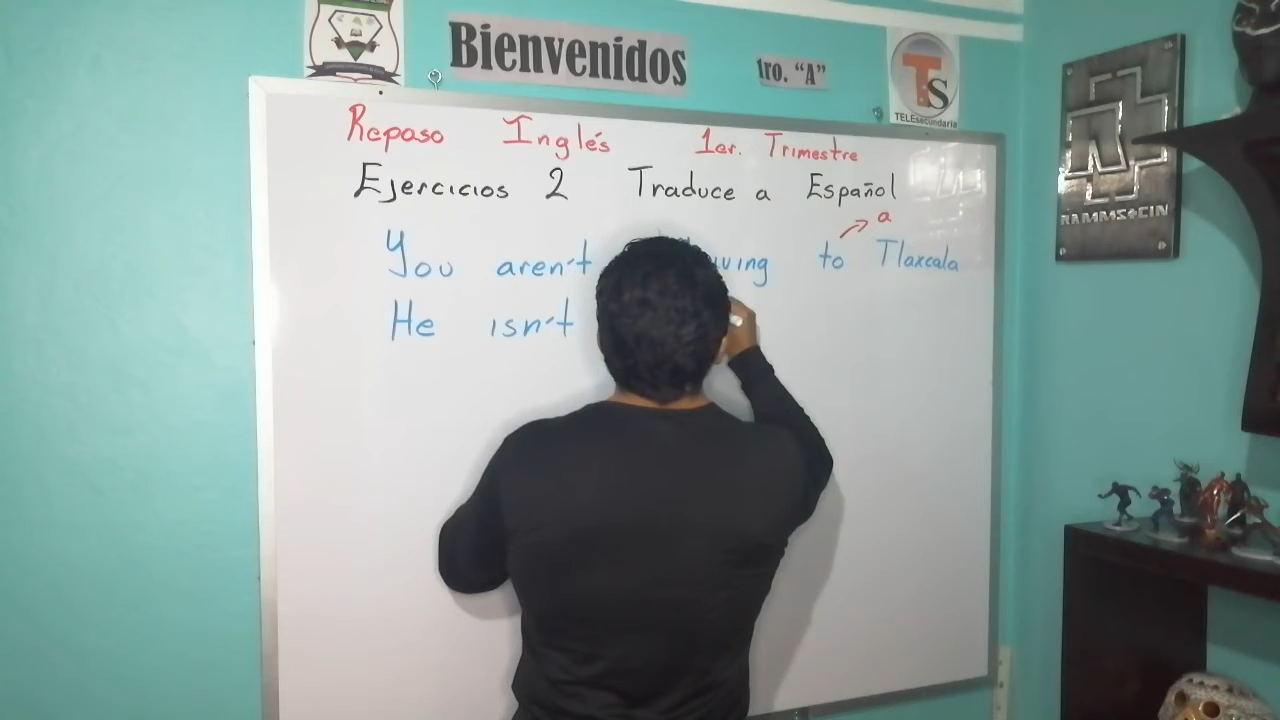 Bienvenidos
1ro. “A”
TS
TELEsecundaria
Repaso Inglés 1er. Trimestre
Ejercicios 2 Traduce a Español
a
You aren't to Tlaxcala
He isn't
RAMMSTEIN